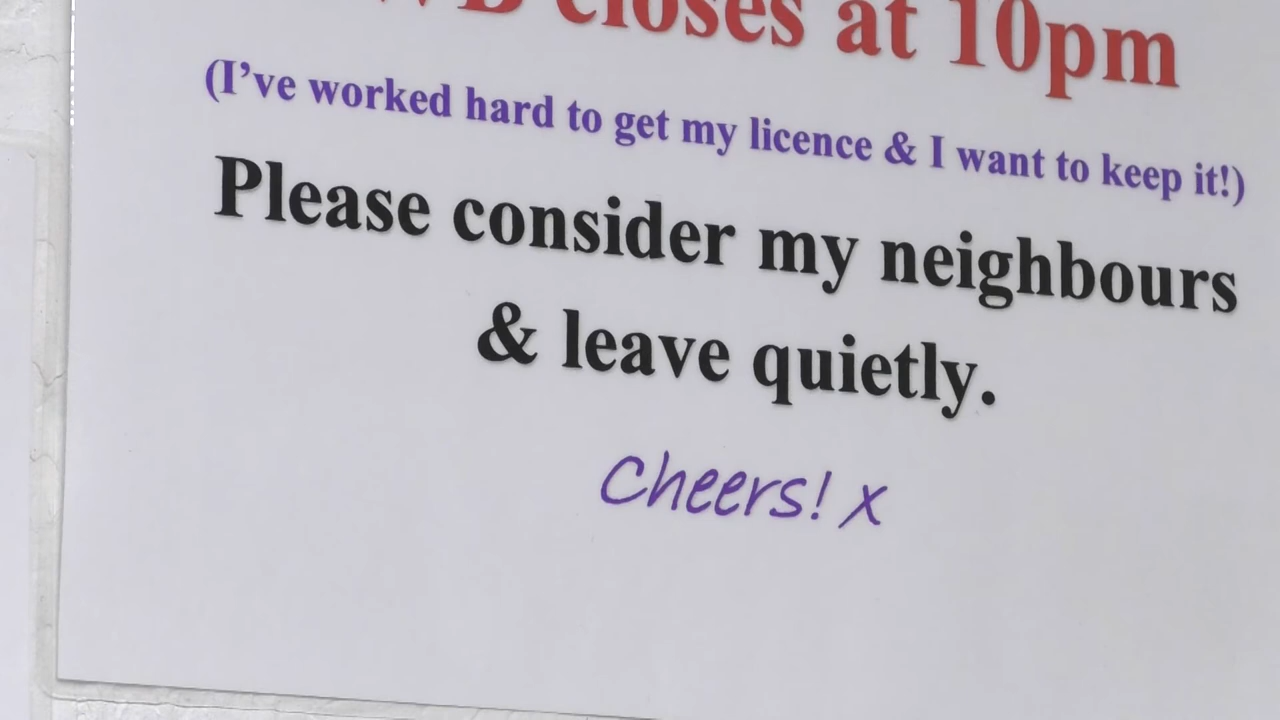 closes at 10pm
(I've worked hard to get my licence & I want to keep it!)
Please consider my neighbours
& leave quietly.
Cheers! x